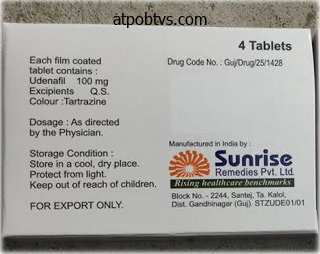 atpobtvs.com
4 Tablets
Each film coated
tablet contains :
Udenafil 100 mg
Excipients Q.S.
Colour :Tartrazine
Drug Code No. : Guj/Drug/25/1428
Dosage : As directed
by the Physician.
Storage Condition :
Store in a cool, dry place.
Protect from light.
Keep out of reach of children.
FOR EXPORT ONLY.
Manufactured in India by :
Sunrise
Remedies Pvt. Ltd.
Rising healthcare benchmarks
Block No. - 2244, Santej, Ta. Kalol,
Dist. Gandhinagar (Guj). STZUDE01/01